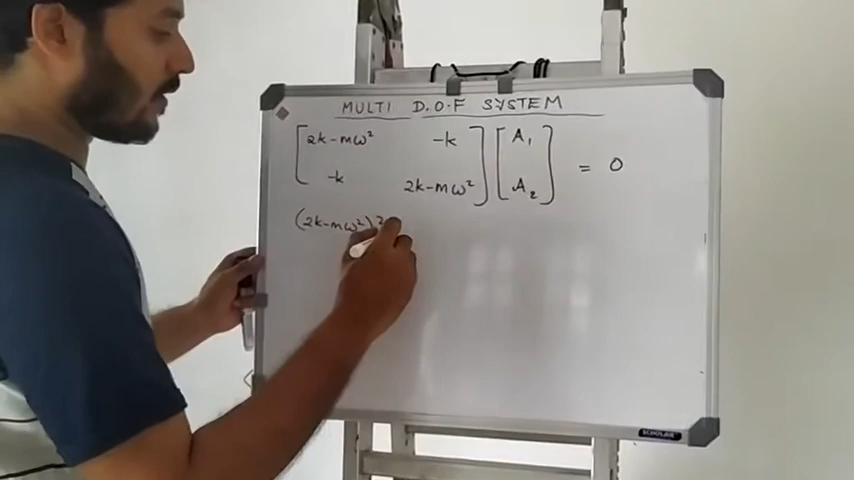 MULTI D.O.F SYSTEM
2k-mω² -k A₁
= 0
-k 2k-mω² A₂
(2k-mω²)²
SCHOLAR